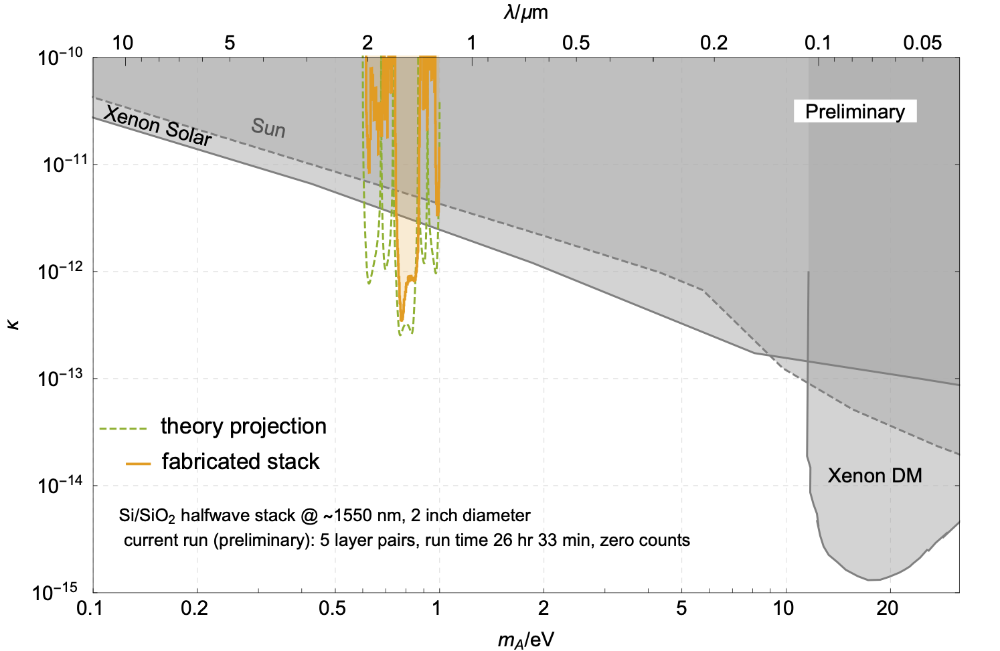 λ/μm
10 5 2 1 0.5 0.2 0.1 0.05
10−10
Preliminary
Xenon Solar
Sun
10−11
10−12
κ
10−13
theory projection
fabricated stack
10−14
Xenon DM
Si/SiO2 halfwave stack @ ~1550 nm, 2 inch diameter
current run (preliminary): 5 layer pairs, run time 26 hr 33 min, zero counts
10−15
0.1 0.2 0.5 1 2 5 10 20
mA/eV